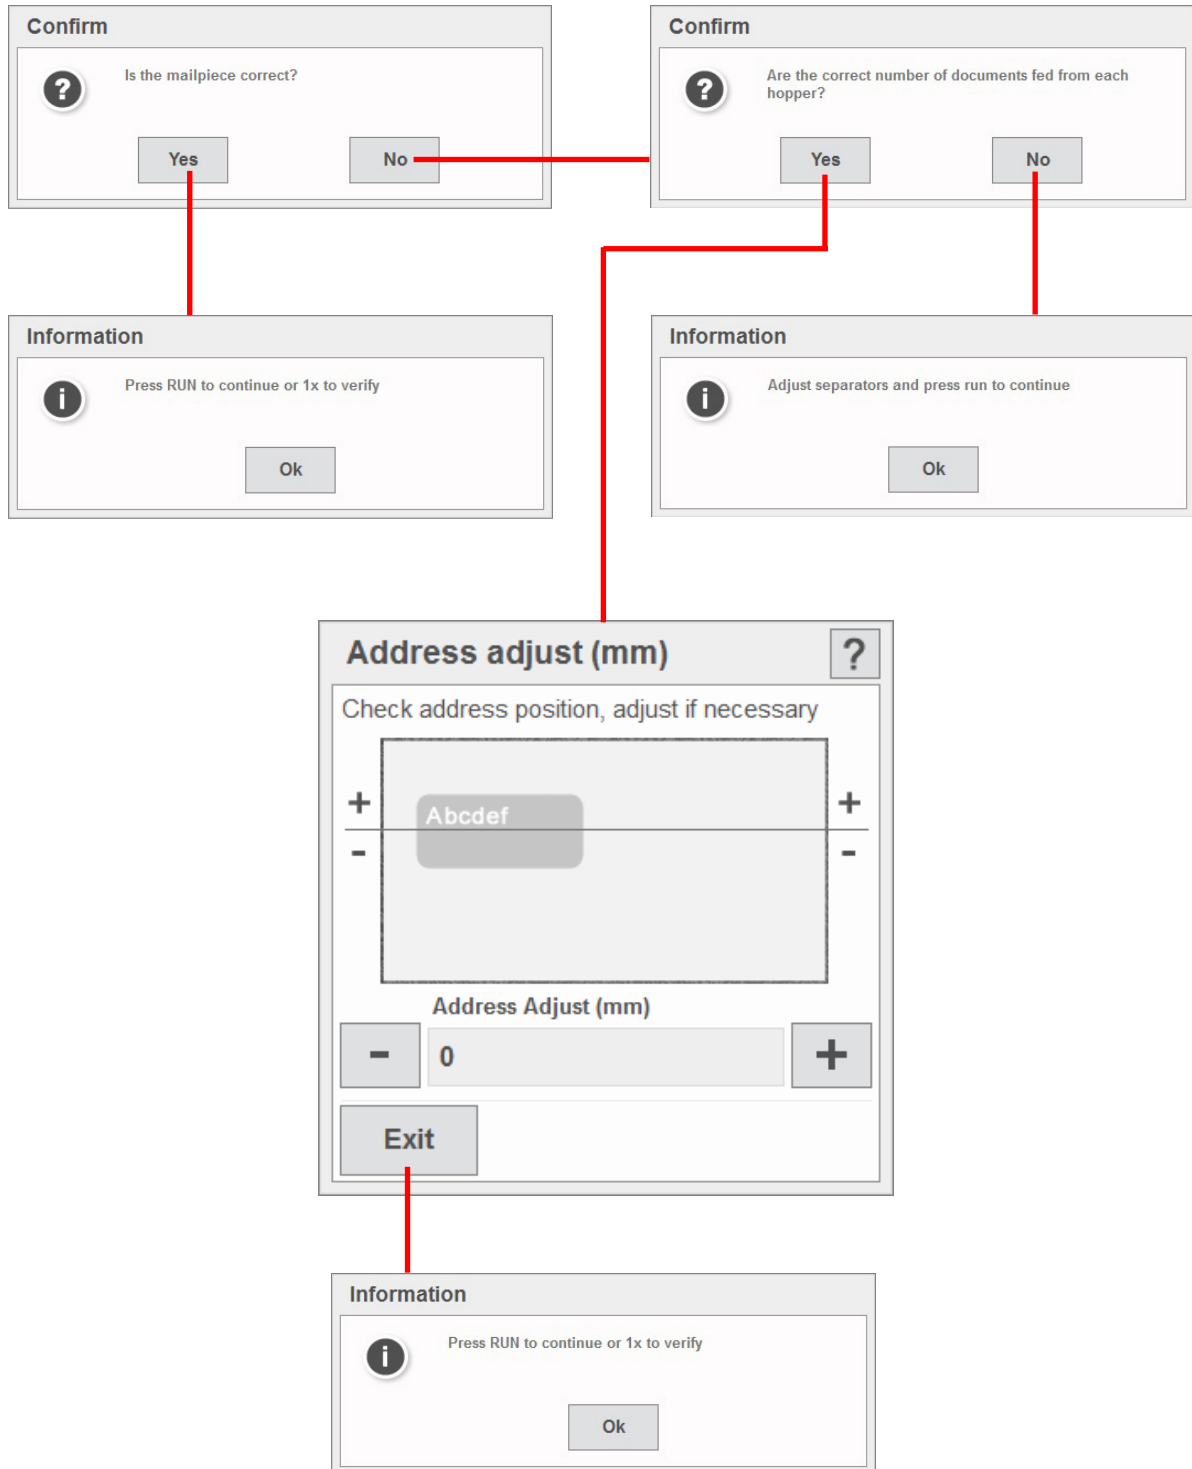 Confirm
Is the mailpiece correct?
Yes
No
Confirm
Are the correct number of documents fed from each
hopper?
Yes
No
Information
Press RUN to continue or 1x to verify
Ok
Information
Adjust separators and press run to continue
Ok
Address adjust (mm)
?
Check address position, adjust if necessary
+
-
Abcdef
+
-
Address Adjust (mm)
-
0
+
Exit
Information
Press RUN to continue or 1x to verify
Ok